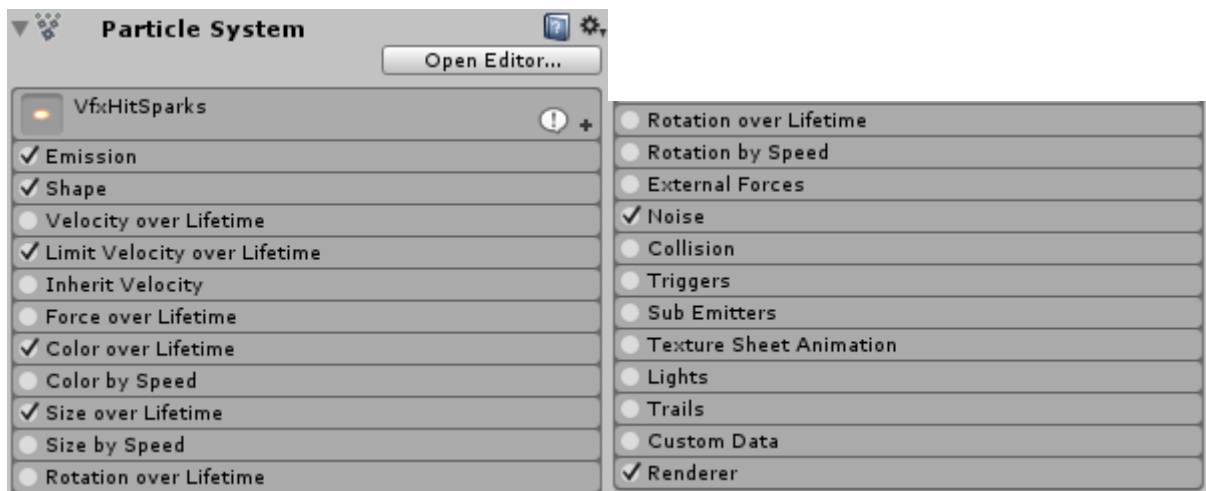 Particle System
Open Editor...
VfxHitSparks
Emission
Shape
Velocity over Lifetime
Limit Velocity over Lifetime
Inherit Velocity
Force over Lifetime
Color over Lifetime
Color by Speed
Size over Lifetime
Size by Speed
Rotation over Lifetime
Rotation over Lifetime
Rotation by Speed
External Forces
Noise
Collision
Triggers
Sub Emitters
Texture Sheet Animation
Lights
Trails
Custom Data
Renderer